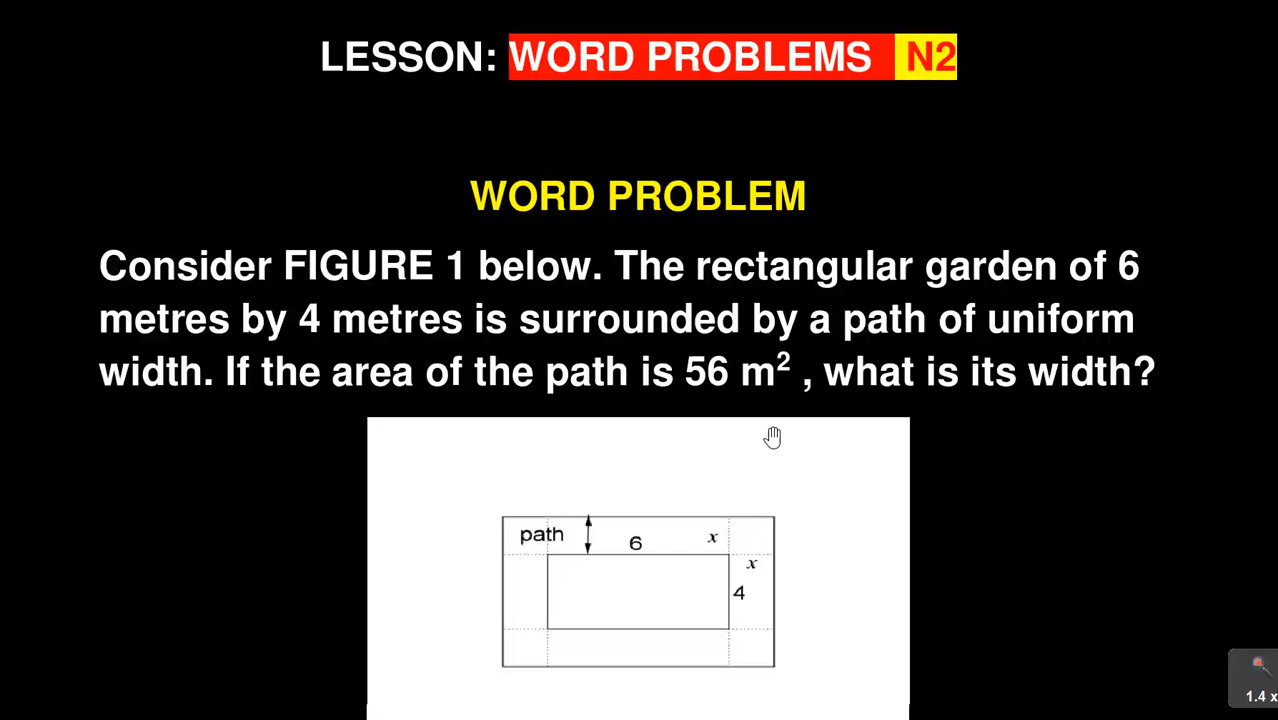 LESSON: WORD PROBLEMS N2
WORD PROBLEM
Consider FIGURE 1 below. The rectangular garden of 6
metres by 4 metres is surrounded by a path of uniform
width. If the area of the path is 56 m² , what is its width?
path
6
x
x
4
1.4 x